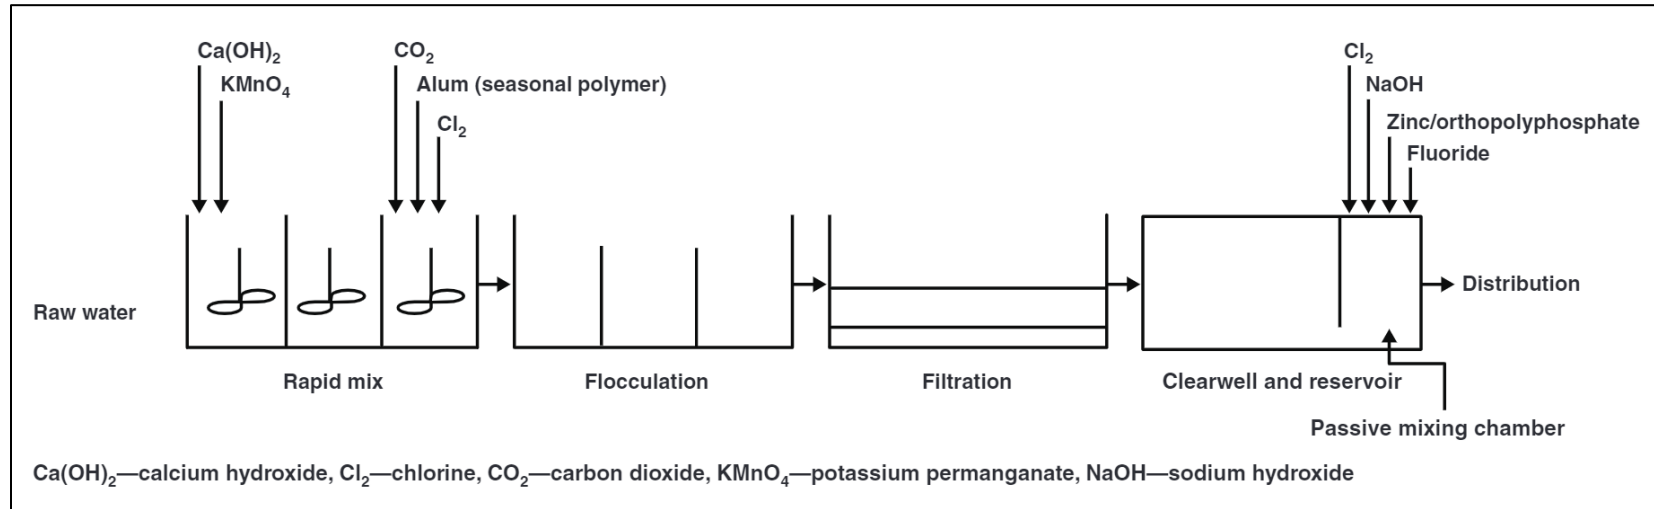 Ca(OH)₂
KMnO₄
CO₂
Alum (seasonal polymer)
Cl₂
Cl₂
NaOH
Zinc/orthopolyphosphate
Fluoride
Raw water
Distribution
Rapid mix
Flocculation
Filtration
Clearwell and reservoir
Passive mixing chamber
Ca(OH)₂—calcium hydroxide, Cl₂—chlorine, CO₂—carbon dioxide, KMnO₄—potassium permanganate, NaOH—sodium hydroxide